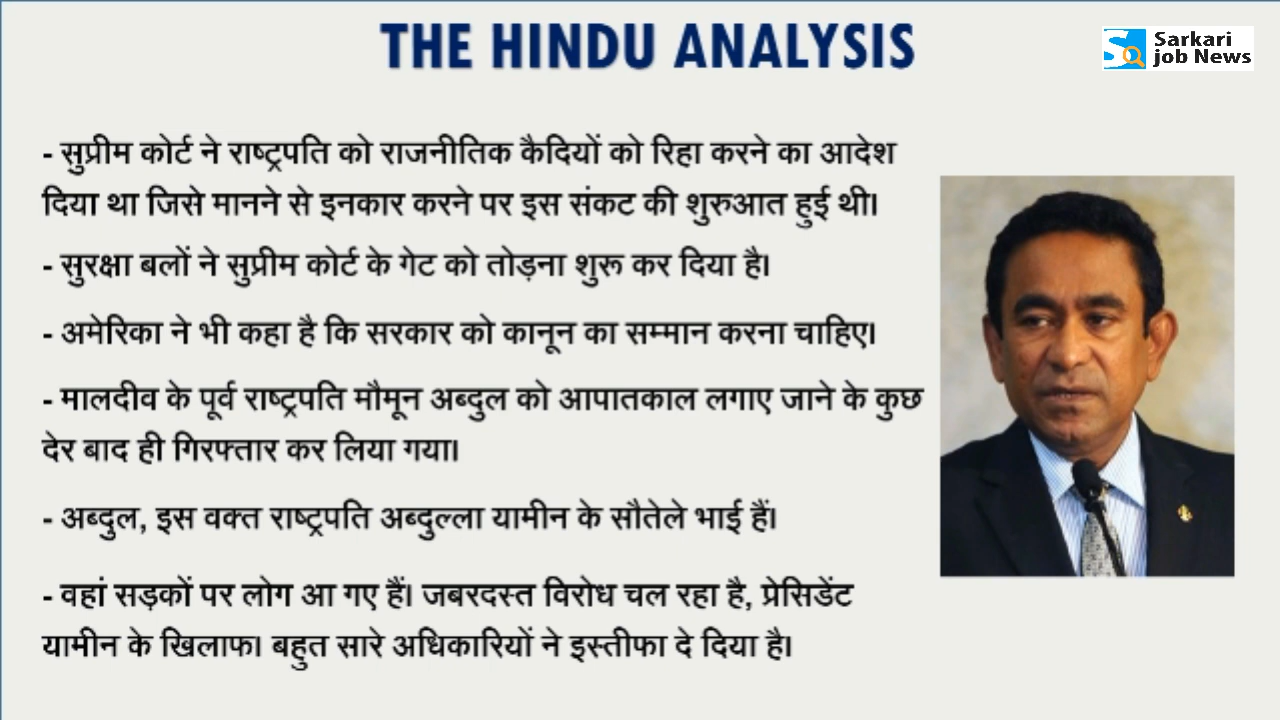 THE HINDU ANALYSIS
Sarkari
Job News
- सुप्रीम कोर्ट ने राष्ट्रपति को राजनीतिक कैदियों को रिहा करने का आदेश
दिया था जिसे मानने से इनकार करने पर इस संकट की शुरुआत हुई थी।
- सुरक्षा बलों ने सुप्रीम कोर्ट के गेट को तोड़ना शुरू कर दिया है।
- अमेरिका ने भी कहा है कि सरकार को कानून का सम्मान करना चाहिए।
- मालदीव के पूर्व राष्ट्रपति मौमून अब्दुल को आपातकाल लगाए जाने के कुछ
देर बाद ही गिरफ्तार कर लिया गया।
- अब्दुल, इस वक्त राष्ट्रपति अब्दुल्ला यामीन के सौतेले भाई हैं।
- वहां सड़कों पर लोग आ गए हैं। जबरदस्त विरोध चल रहा है, प्रेसिडेंट
यामीन के खिलाफ। बहुत सारे अधिकारियों ने इस्तीफा दे दिया है।